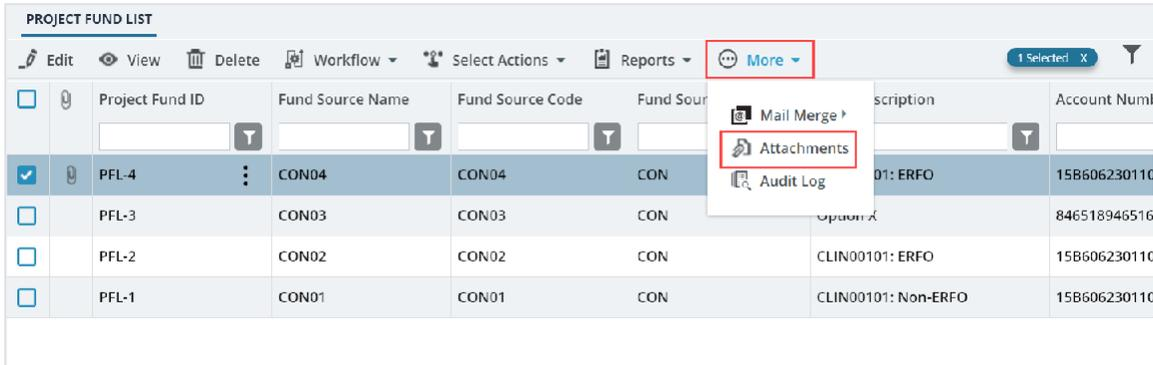 PROJECT FUND LIST
Edit View Delete Workflow Select Actions Reports More 1 Selected X
Project Fund ID Fund Source Name Fund Source Code Fund Sour scription Account Numb
Mail Merge
Attachments
Audit Log
PFL-4 CON04 CON04 CON 01: ERFO 15B606230110
PFL-3 CON03 CON03 CON Option X 846518946516
PFL-2 CON02 CON02 CON CLIN00101: ERFO 15B606230110
PFL-1 CON01 CON01 CON CLIN00101: Non-ERFO 15B606230110